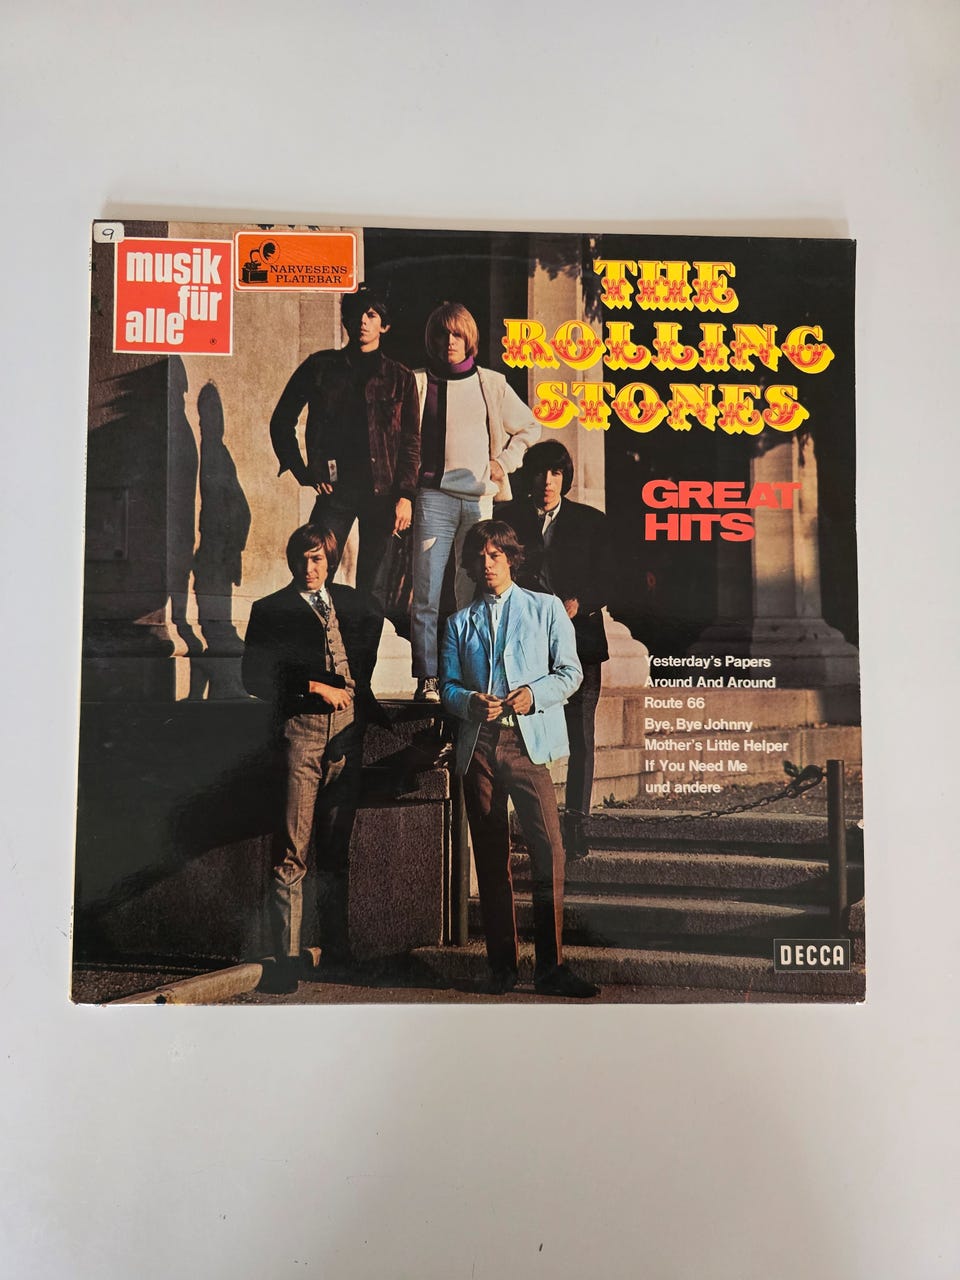 9
musik
für
alle
®
NARVESENS
PLATEBAR
THE
ROLLING
STONES
GREAT
HITS
Yesterday's Papers
Around And Around
Route 66
Bye, Bye Johnny
Mother's Little Helper
If You Need Me
und andere
DECCA